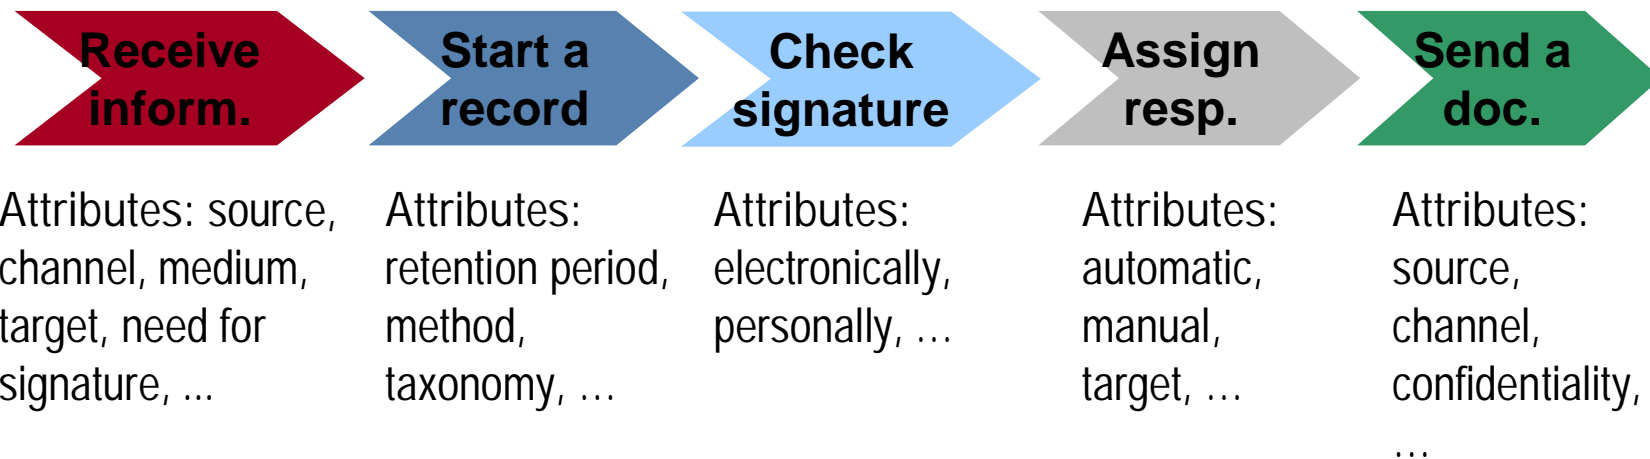 Receive
inform.
Start a
record
Check
signature
Assign
resp.
Send a
doc.
Attributes: source,
channel, medium,
target, need for
signature, ...
Attributes:
retention period,
method,
taxonomy, …
Attributes:
electronically,
personally, …
Attributes:
automatic,
manual,
target, …
Attributes:
source,
channel,
confidentiality,
…